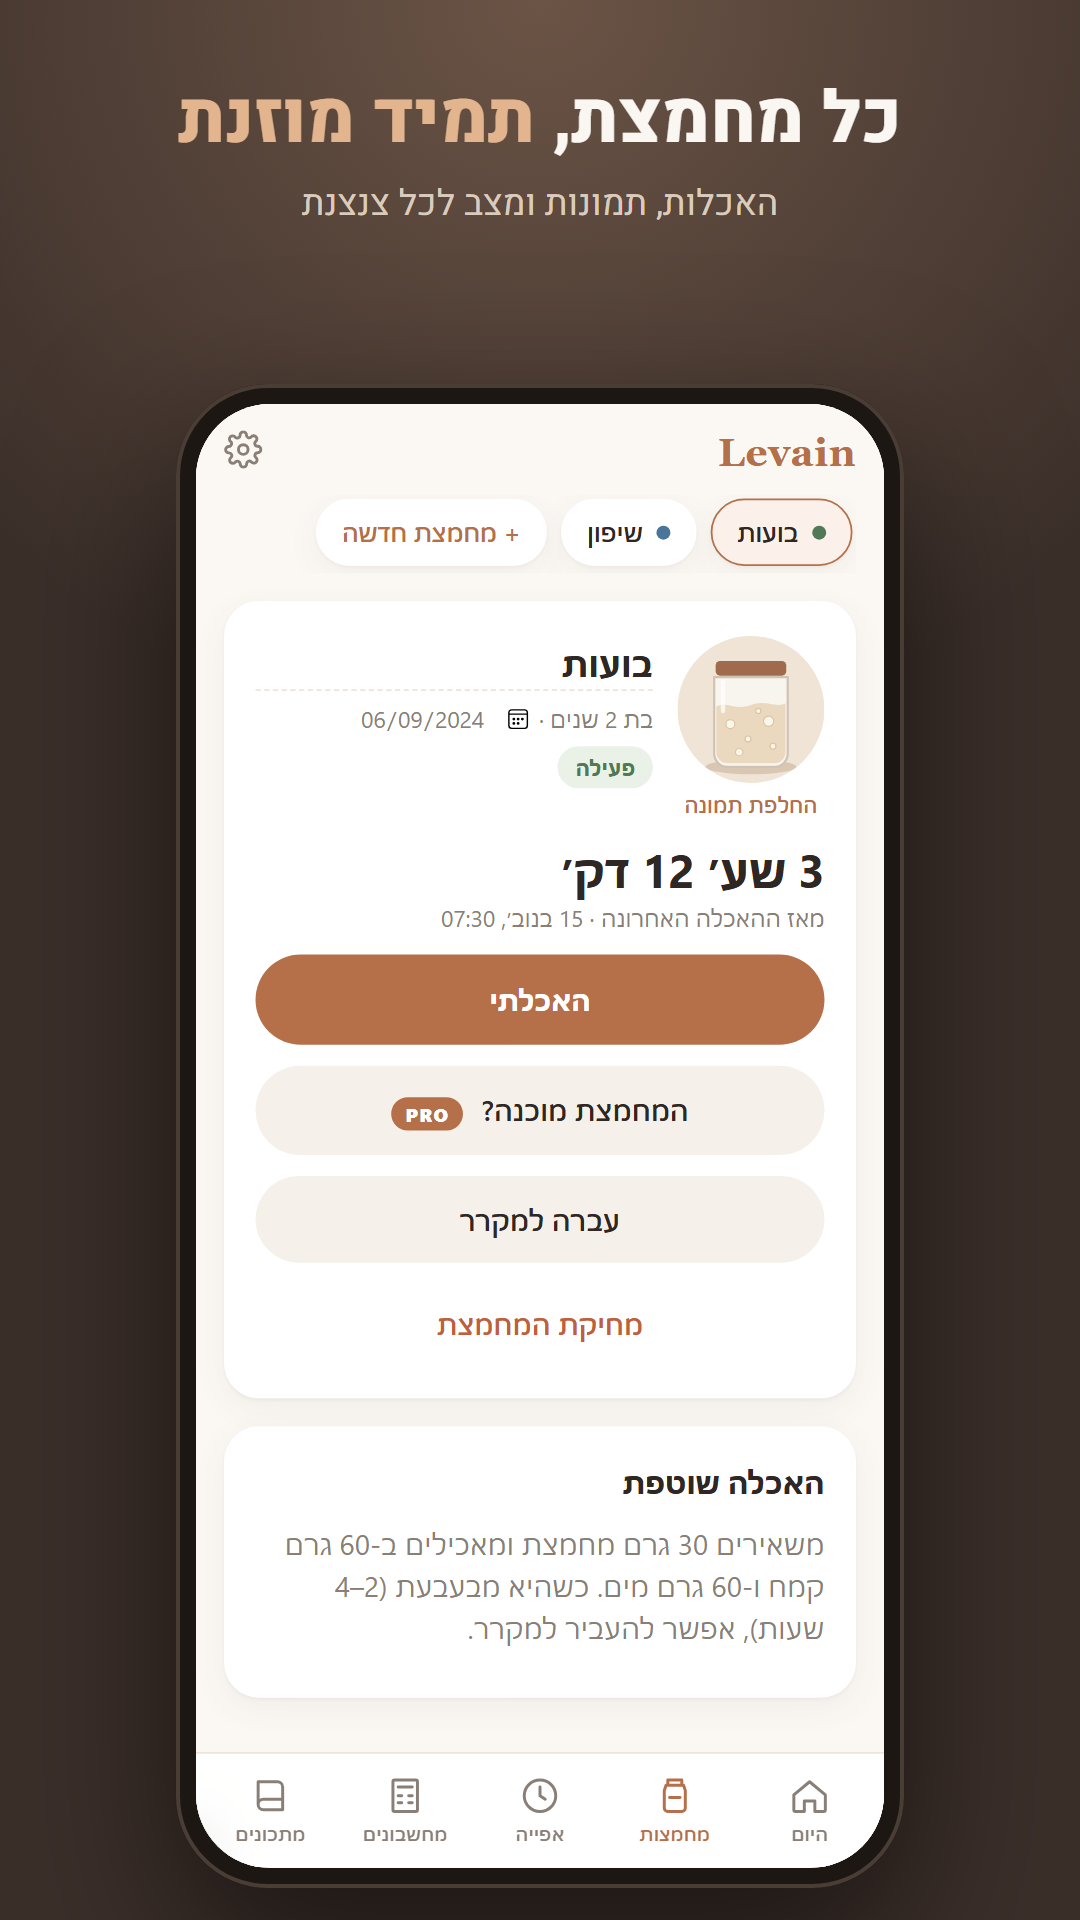 כל מחמצת, תמיד מוזנת
האכלות, תמונות ומצב לכל צנצנת
Levain
בועות
שיפון
+ מחמצת חדשה
בועות
בת 2 שנים · 06/09/2024
פעילה
החלפת תמונה
3 שע׳ 12 דק׳
מאז ההאכלה האחרונה · 15 בנוב׳, 07:30
האכלתי
המחמצת מוכנה? PRO
עברה למקרר
מחיקת המחמצת
האכלה שוטפת
משאירים 30 גרם מחמצת ומאכילים ב-60 גרם
קמח ו-60 גרם מים. כשהיא מבעבעת (2–4
שעות), אפשר להעביר למקרר.
היום
מחמצות
אפייה
מחשבונים
מתכונים